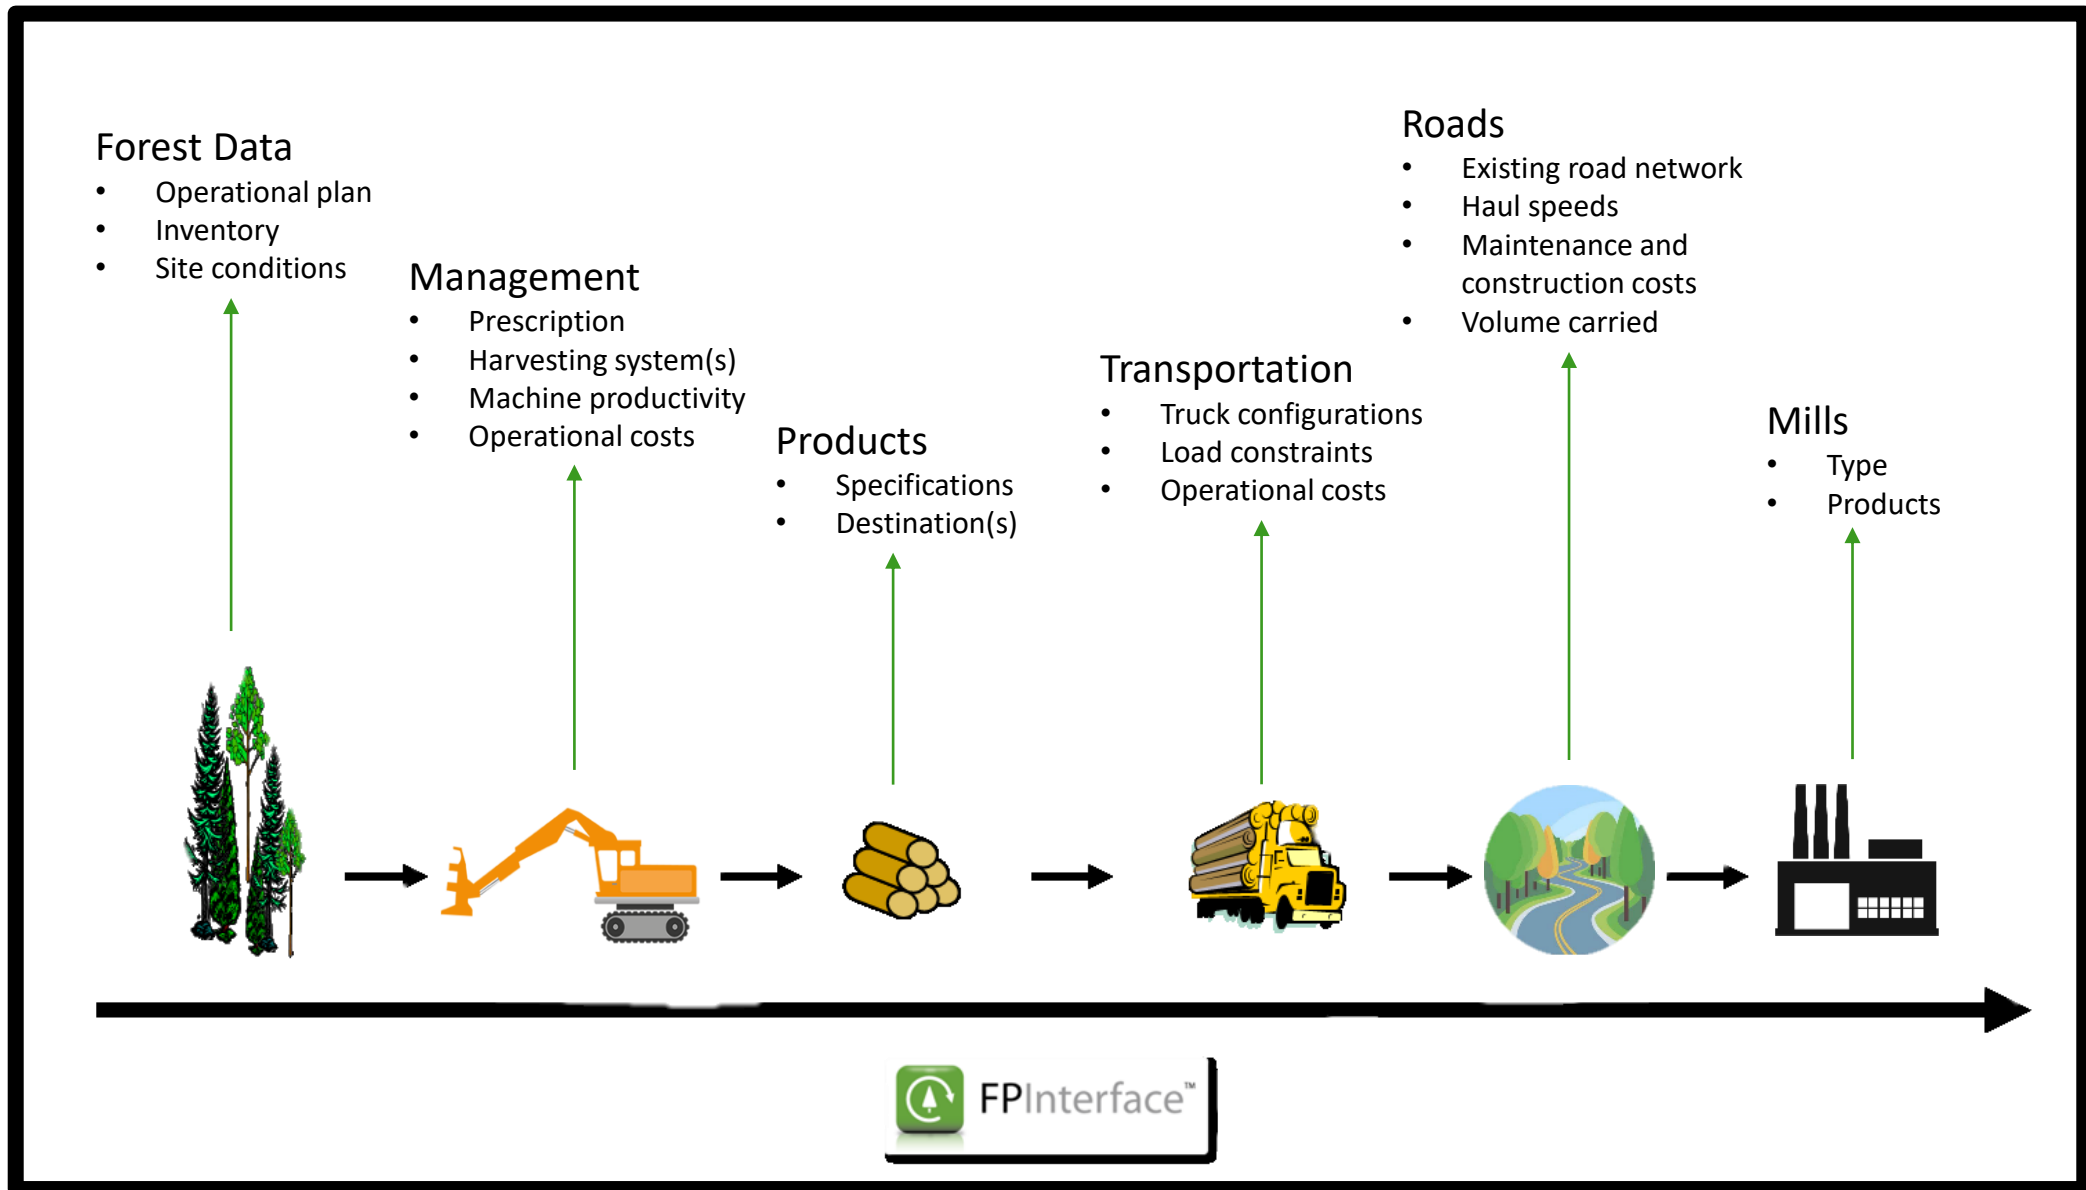 Forest Data
• Operational plan
• Inventory
• Site conditions
Management
• Prescription
• Harvesting system(s)
• Machine productivity
• Operational costs
Products
• Specifications
• Destination(s)
Transportation
• Truck configurations
• Load constraints
• Operational costs
Roads
• Existing road network
• Haul speeds
• Maintenance and
construction costs
• Volume carried
Mills
• Type
• Products
FPInterface™